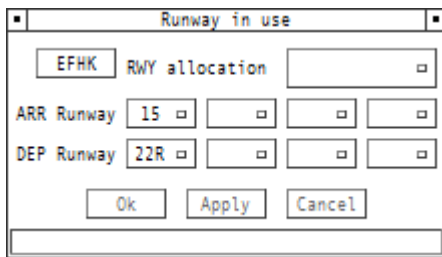 Runway in use
EFHK RWY allocation
ARR Runway 15
DEP Runway 22R
Ok Apply Cancel